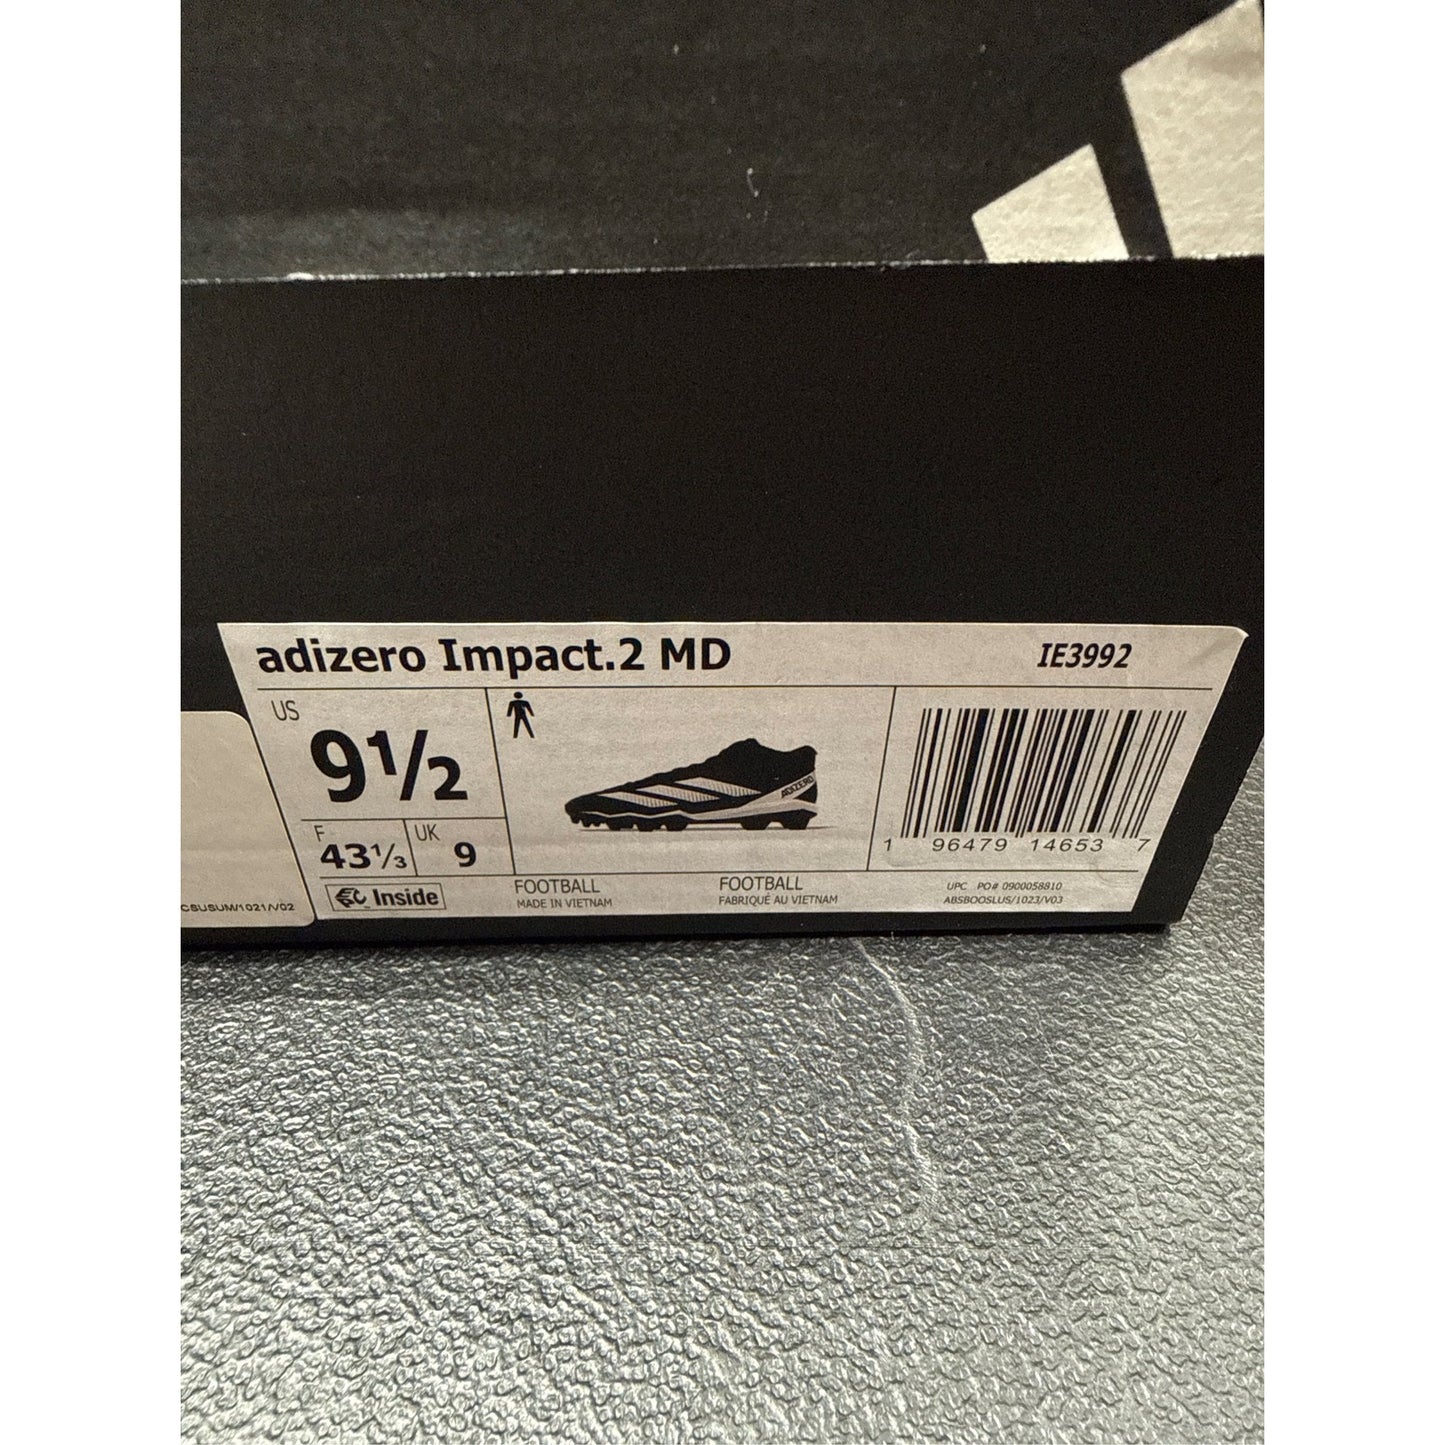 adizero Impact.2 MD IE3992
US
9½
F 43⅓ UK 9
ADIZERO
1 96479 14653 7
Inside
FOOTBALL FOOTBALL
MADE IN VIETNAM FABRIQUÉ AU VIETNAM
UPC PO# 0900058810
ABSBOOSLUS/1023/V03
CSUSUM/1021/V02